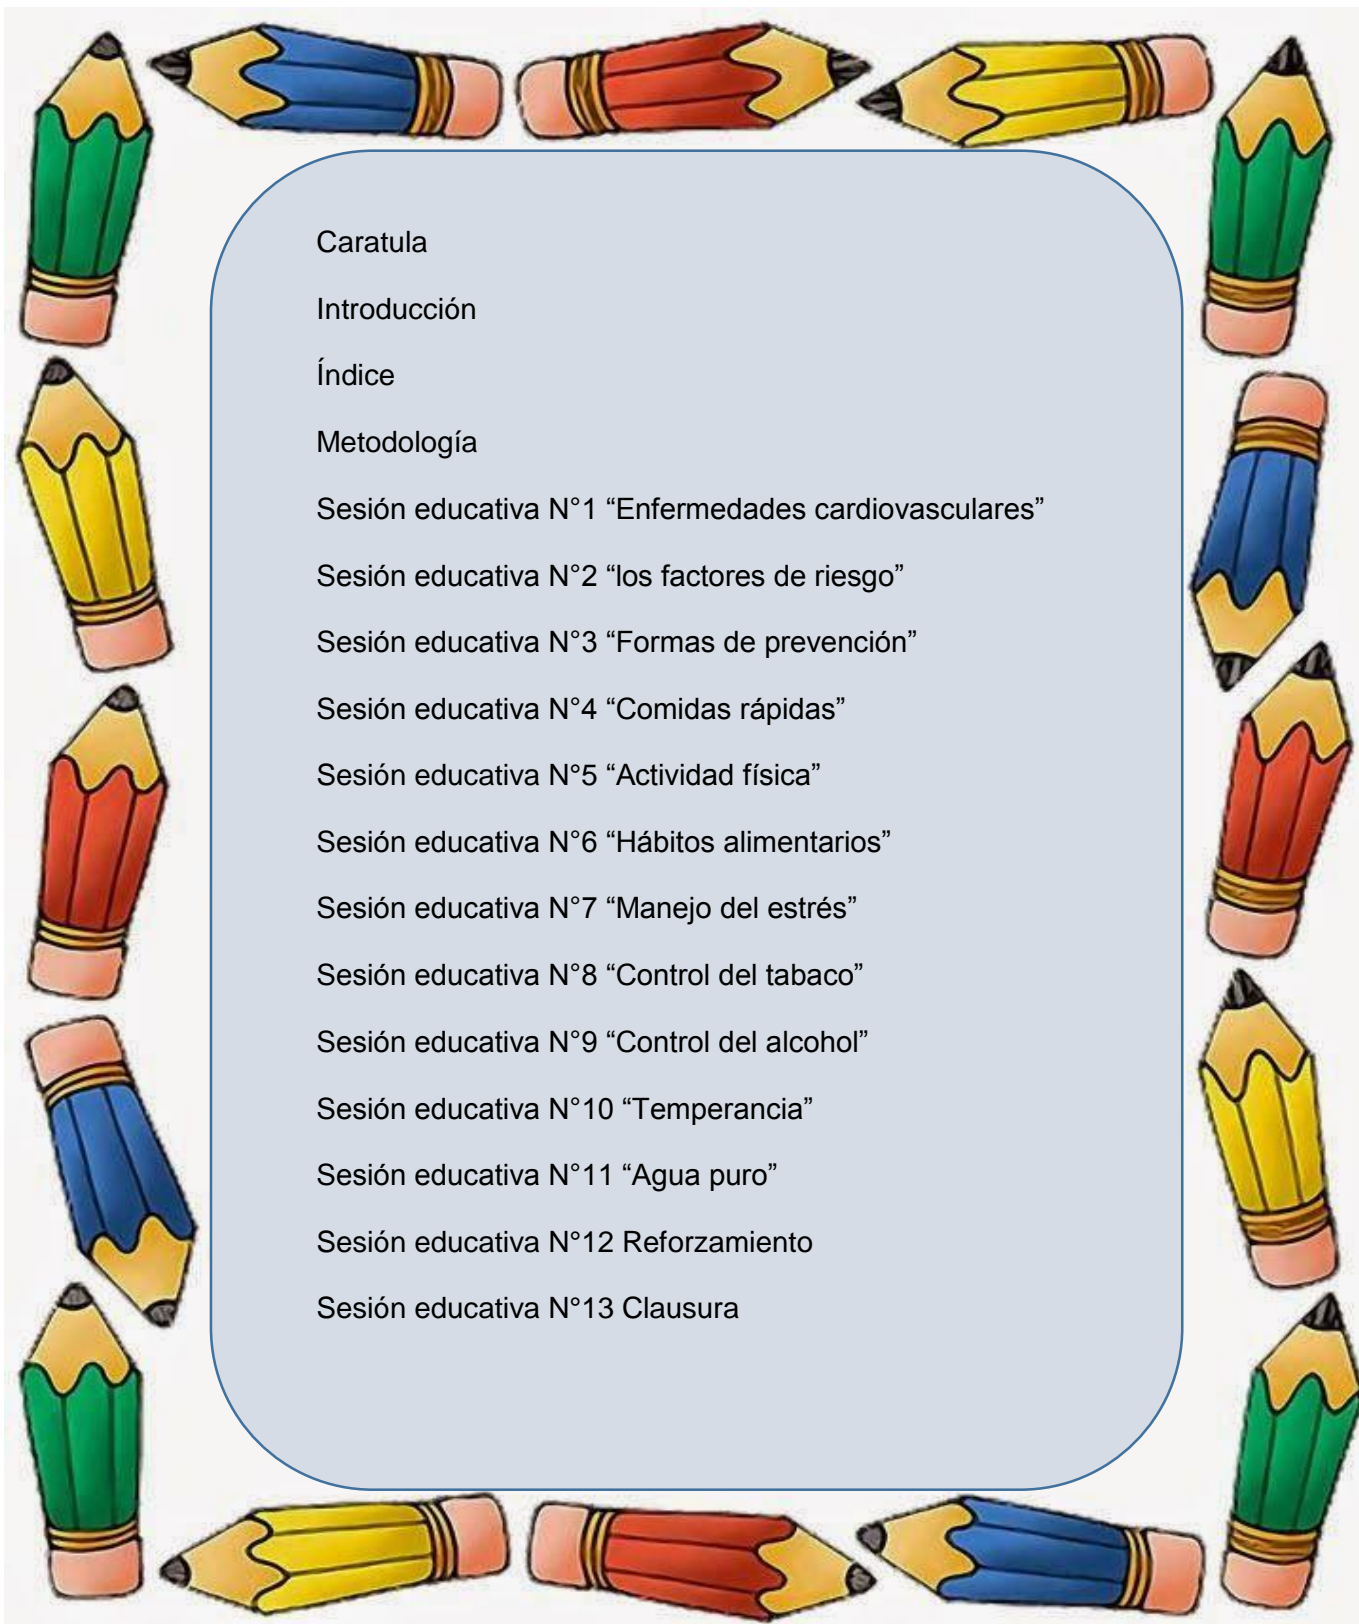 Caratula
Introducción
Índice
Metodología
Sesión educativa N°1 “Enfermedades cardiovasculares”
Sesión educativa N°2 “los factores de riesgo”
Sesión educativa N°3 “Formas de prevención”
Sesión educativa N°4 “Comidas rápidas”
Sesión educativa N°5 “Actividad física”
Sesión educativa N°6 “Hábitos alimentarios”
Sesión educativa N°7 “Manejo del estrés”
Sesión educativa N°8 “Control del tabaco”
Sesión educativa N°9 “Control del alcohol”
Sesión educativa N°10 “Temperancia”
Sesión educativa N°11 “Agua puro”
Sesión educativa N°12 Reforzamiento
Sesión educativa N°13 Clausura